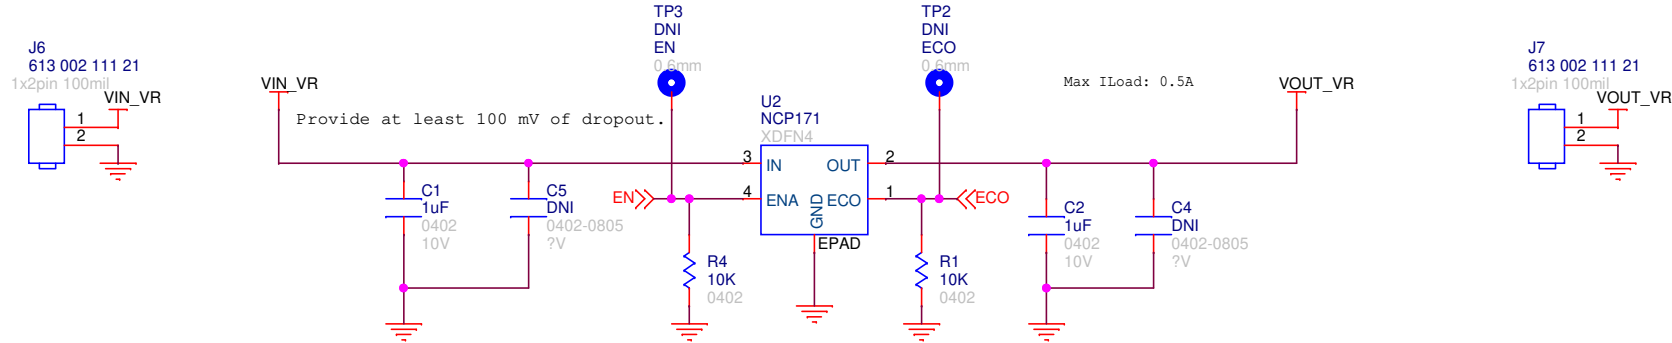 J6
613 002 111 21
1x2pin 100mil
VIN_VR
1
2
VIN_VR
Provide at least 100 mV of dropout.
TP3
DNI
EN
0.6mm
TP2
DNI
ECO
0.6mm
Max ILoad: 0.5A
VOUT_VR
J7
613 002 111 21
1x2pin 100mil
VOUT_VR
1
2
U2
NCP171
XDFN4
3
IN
OUT
2
EN
4
ENA
GND
ECO
1
ECO
EPAD
C1
1uF
0402
10V
C5
DNI
0402-0805
?V
R4
10K
0402
R1
10K
0402
C2
1uF
0402
10V
C4
DNI
0402-0805
?V